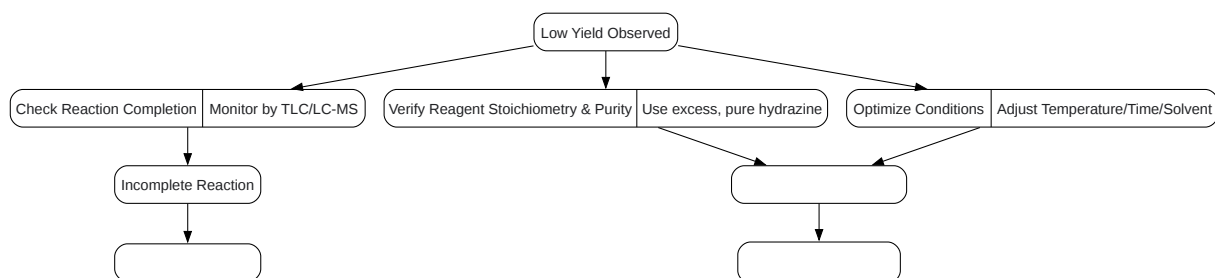 Low Yield Observed
Check Reaction Completion
Monitor by TLC/LC-MS
Verify Reagent Stoichiometry & Purity
Use excess, pure hydrazine
Optimize Conditions
Adjust Temperature/Time/Solvent
Incomplete Reaction